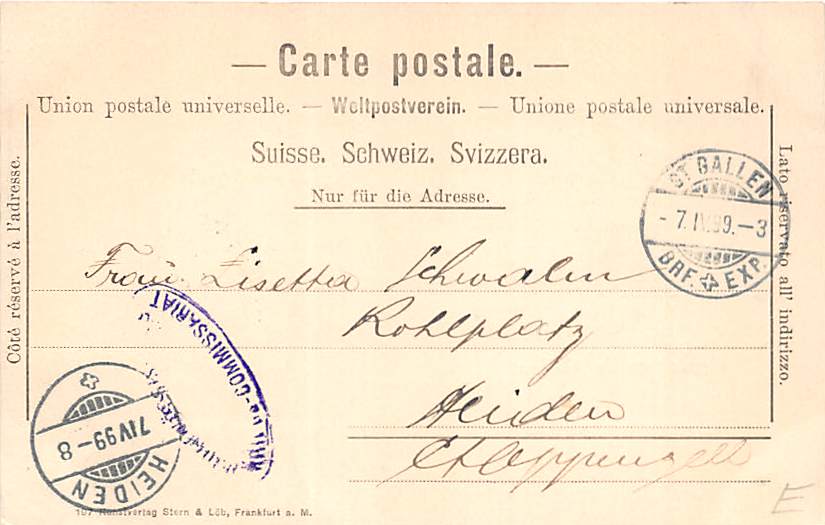 — Carte postale. —
Union postale universelle. — Weltpostverein. — Unione postale universale.
Suisse. Schweiz. Svizzera.
Nur für die Adresse.
Côté réservé à l'adresse.
Lato riservato all' indirizzo.
ST GALLEN
- 7. IV. 99. - 3
BRF. EXP.
Frau Lisetta Schwalm
Kohlplatz
Heiden
Ct Appenzell
COMMISSARIAT
7 IV 99 - 8
HEIDEN
107 Kunstverlag Stern & Löb, Frankfurt a. M.
E